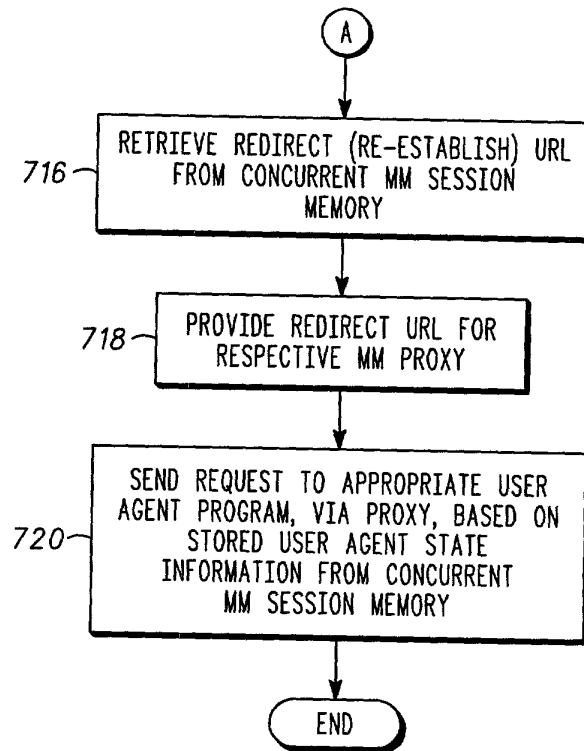 A
716
RETRIEVE REDIRECT (RE-ESTABLISH) URL
FROM CONCURRENT MM SESSION
MEMORY
718
PROVIDE REDIRECT URL FOR
RESPECTIVE MM PROXY
720
SEND REQUEST TO APPROPRIATE USER
AGENT PROGRAM, VIA PROXY, BASED ON
STORED USER AGENT STATE
INFORMATION FROM CONCURRENT
MM SESSION MEMORY
END